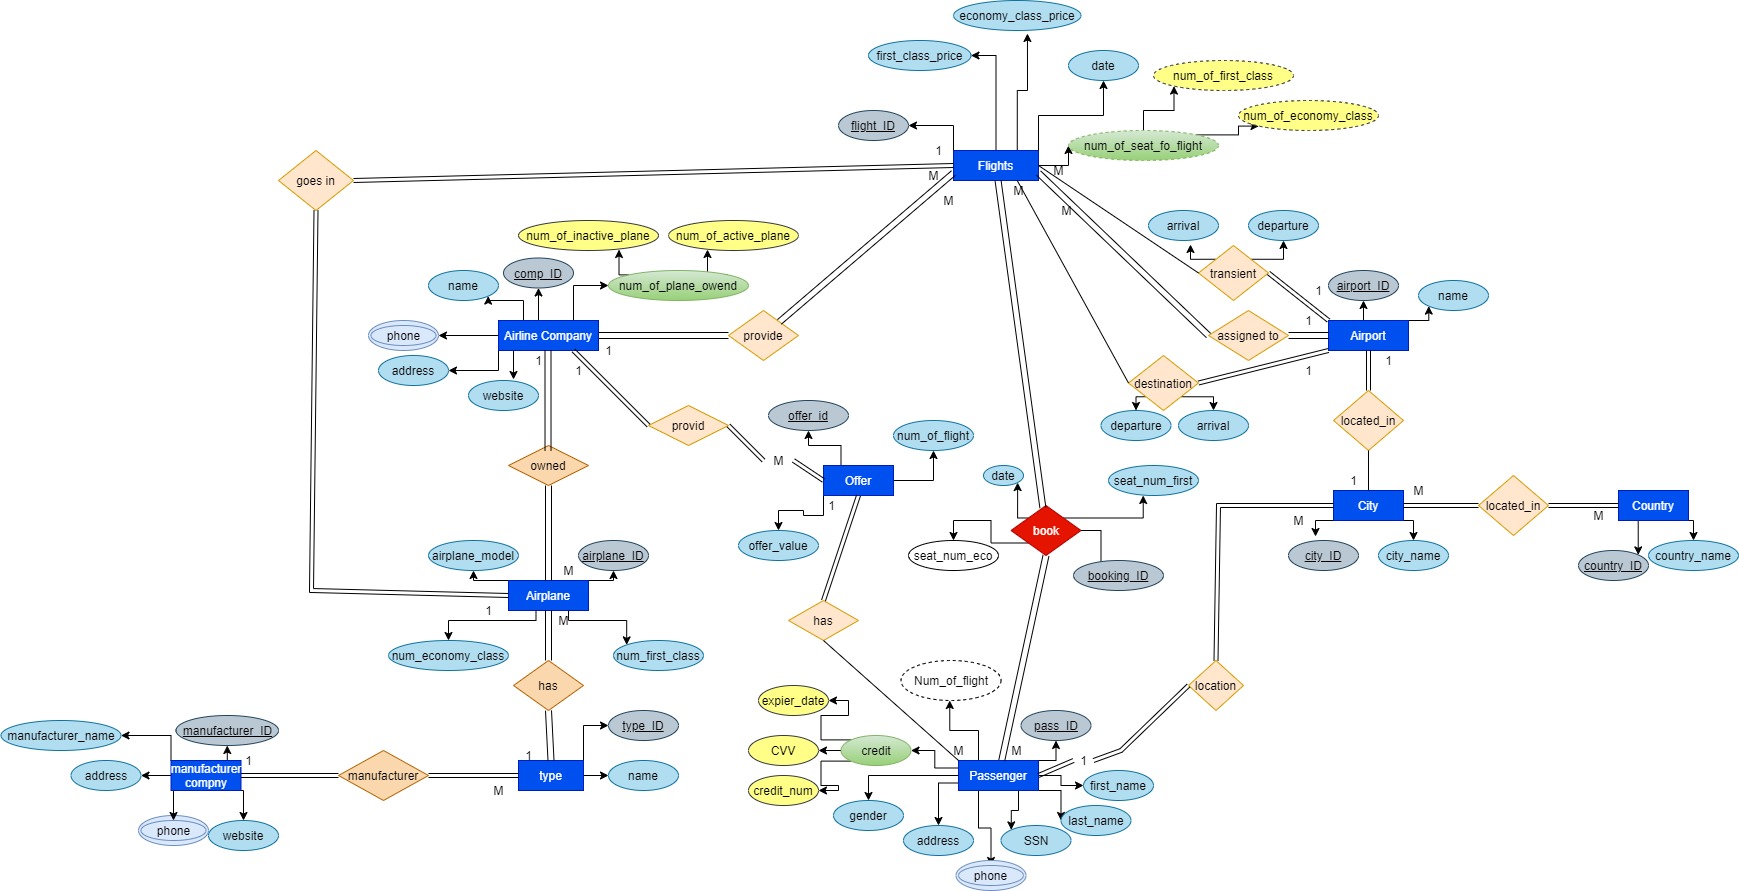 economy_class_price
first_class_price
date
num_of_first_class
num_of_economy_class
flight_ID
num_of_seat_fo_flight
1
Flights
M
goes in
M
M
M
M
arrival
departure
num_of_inactive_plane
num_of_active_plane
transient
comp_ID
name
num_of_plane_owend
airport_ID
name
1
1
phone
Airline Company
provide
assigned to
Airport
1
1
1
1
1
address
website
destination
departure
arrival
offer_id
provid
num_of_flight
located_in
owned
M
Offer
date
seat_num_first
1
1
M
City
located_in
Country
M
M
book
offer_value
seat_num_eco
booking_ID
airplane_model
airplane_ID
city_ID
city_name
country_ID
country_name
M
Airplane
1
M
has
num_economy_class
num_first_class
has
Num_of_flight
location
expier_date
manufacturer_name
manufacturer_ID
type_ID
pass_ID
CVV
credit
M
M
1
1
1
address
manufacturer
compny
manufacturer
type
name
Passenger
first_name
M
credit_num
gender
last_name
phone
website
address
SSN
phone